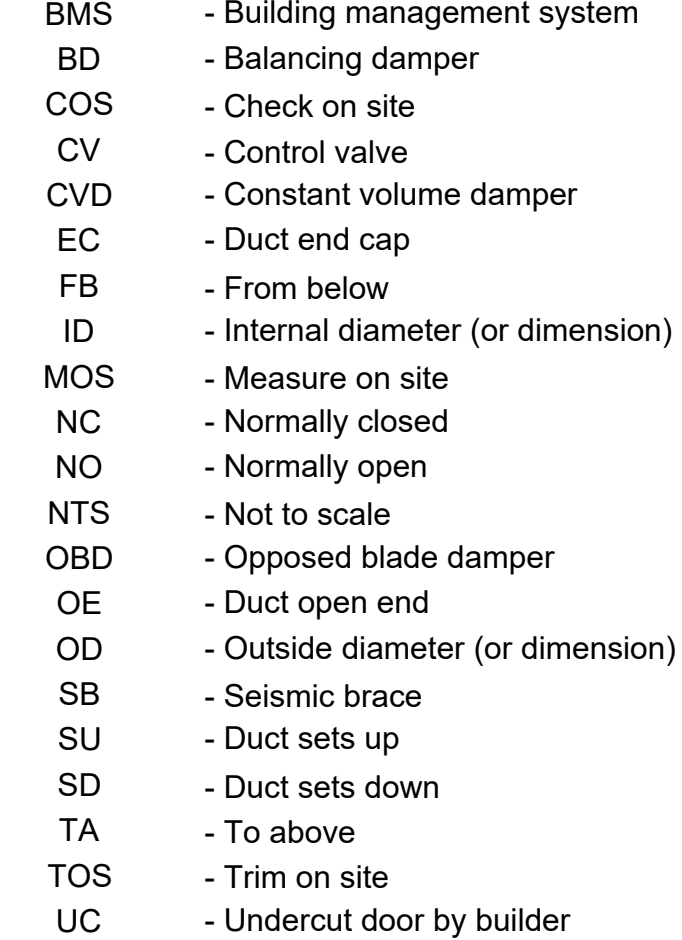 BMS - Building management system
BD - Balancing damper
COS - Check on site
CV - Control valve
CVD - Constant volume damper
EC - Duct end cap
FB - From below
ID - Internal diameter (or dimension)
MOS - Measure on site
NC - Normally closed
NO - Normally open
NTS - Not to scale
OBD - Opposed blade damper
OE - Duct open end
OD - Outside diameter (or dimension)
SB - Seismic brace
SU - Duct sets up
SD - Duct sets down
TA - To above
TOS - Trim on site
UC - Undercut door by builder